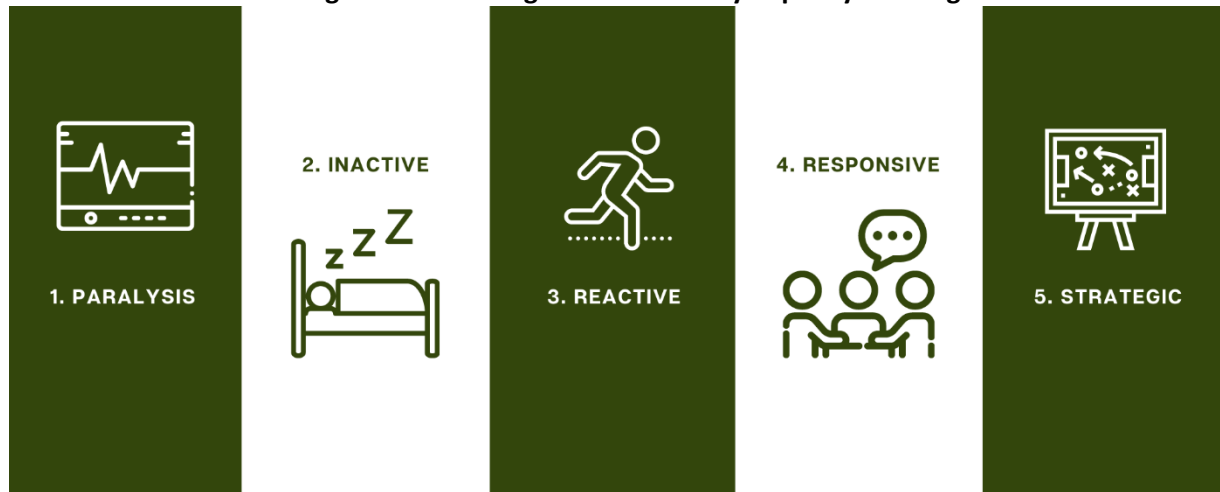 1. PARALYSIS
2. INACTIVE
z Z Z
3. REACTIVE
4. RESPONSIVE
5. STRATEGIC